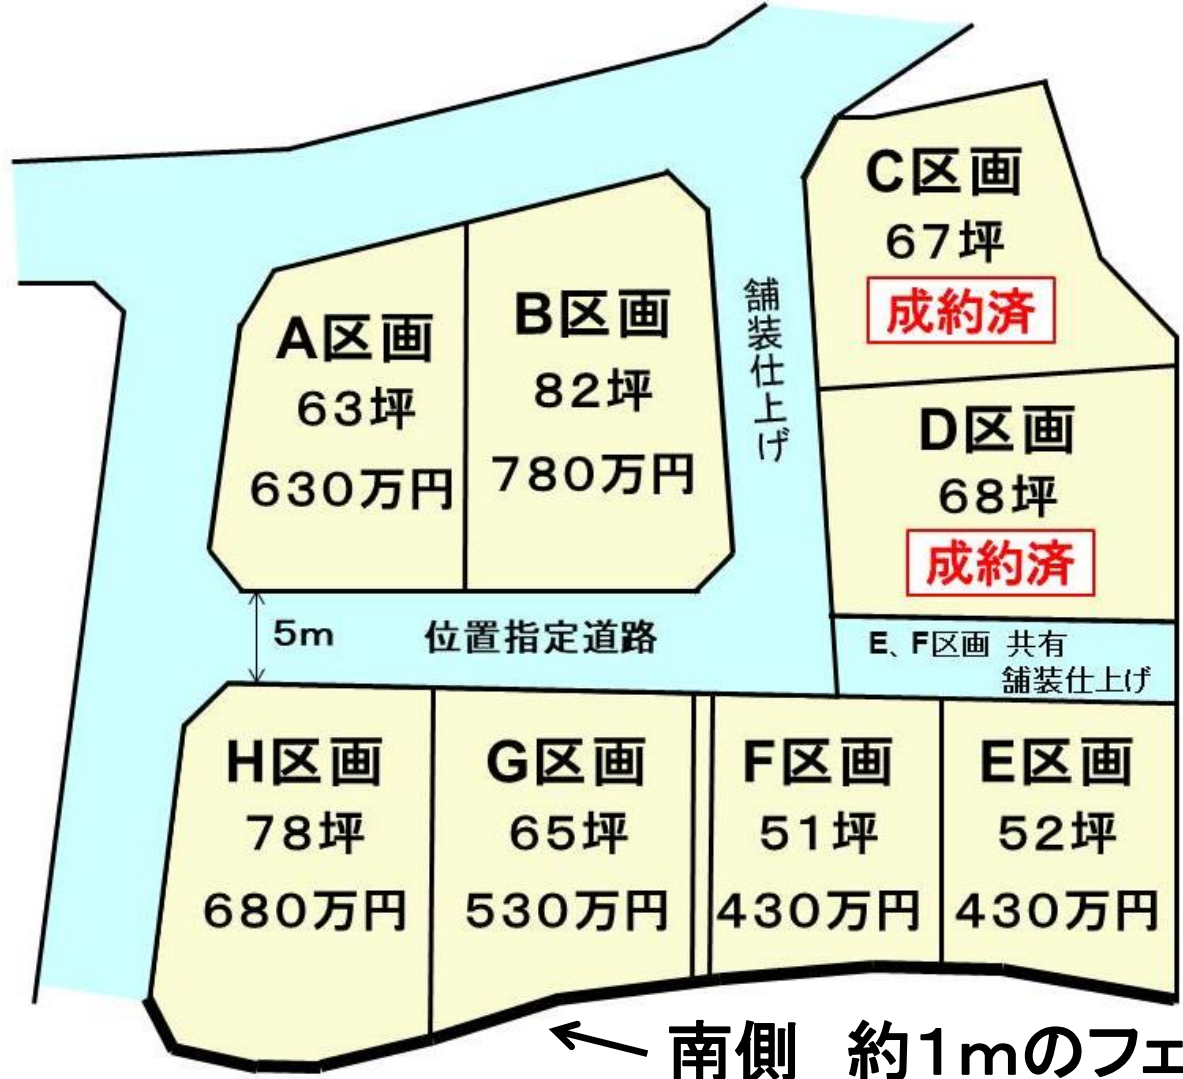 C区画
67坪
成約済
A区画
63坪
630万円
B区画
82坪
780万円
舗装仕上げ
D区画
68坪
成約済
5m
位置指定道路
E、F区画 共有
舗装仕上げ
H区画
78坪
680万円
G区画
65坪
530万円
F区画
51坪
430万円
E区画
52坪
430万円
南側 約1mのフェ